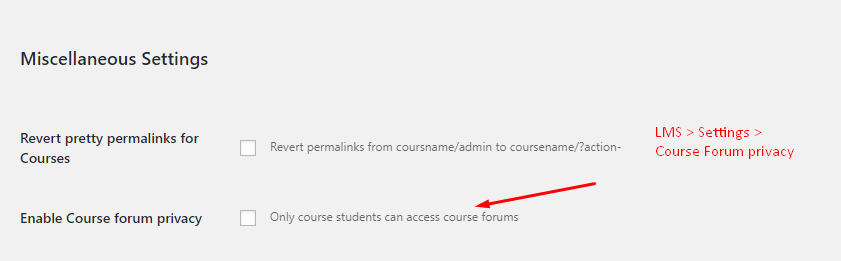 Miscellaneous Settings
Revert pretty permalinks for
Courses
Revert permalinks from coursname/admin to coursename/?action-
LMS > Settings >
Course Forum privacy
Enable Course forum privacy
Only course students can access course forums